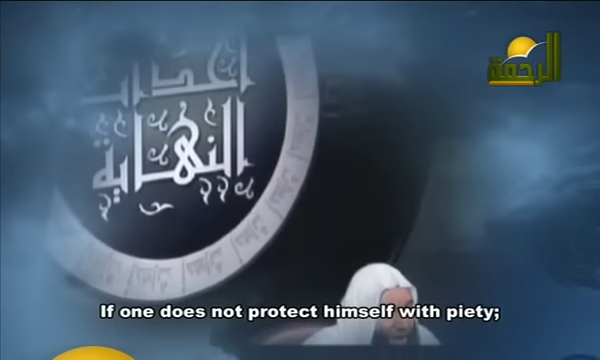 أحداث
النهاية
الرحمة
If one does not protect himself with piety;